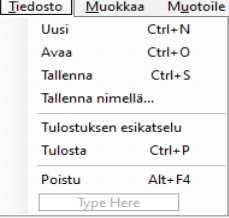 Tiedosto Muokkaa Muotoile
Uusi Ctrl+N
Avaa Ctrl+O
Tallenna Ctrl+S
Tallenna nimellä...
Tulostuksen esikatselu
Tulosta Ctrl+P
Poistu Alt+F4
Type Here